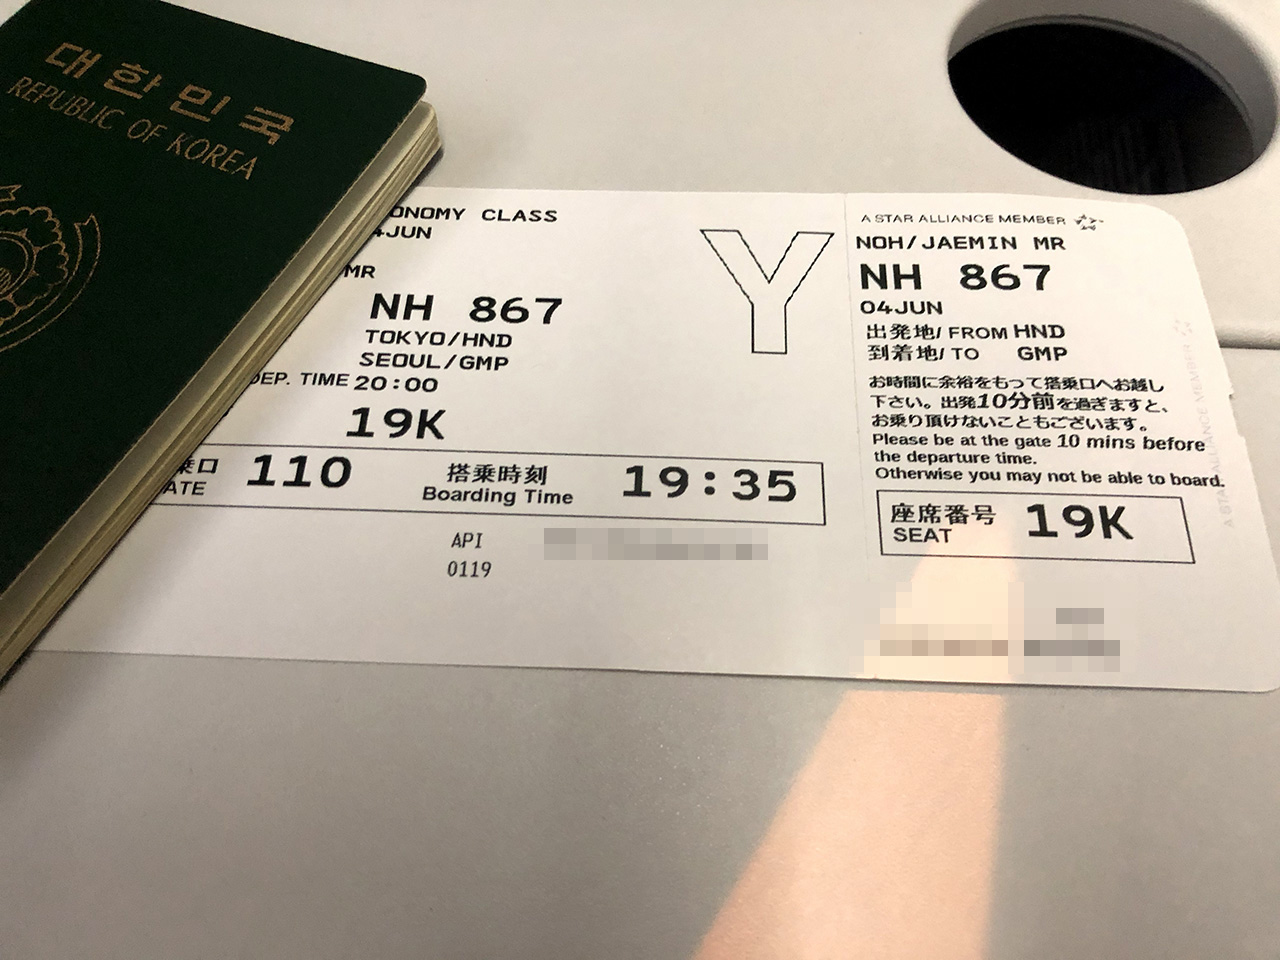 대한민국
REPUBLIC OF KOREA
ONOMY CLASS
4JUN
MR
NH 867
TOKYO/HND
SEOUL/GMP
DEP. TIME 20:00
19K
乗口 110 搭乗時刻 19:35
ATE Boarding Time
API
0119
Y
A STAR ALLIANCE MEMBER
NOH/JAEMIN MR
NH 867
04JUN
出発地/ FROM HND
到着地/ TO GMP
お時間に余裕をもって搭乗口へお越し
下さい。出発10分前を過ぎますと、
お乗り頂けないこともございます。
Please be at the gate 10 mins before
the departure time.
Otherwise you may not be able to board.
座席番号 19K
SEAT
A STAR ALLIANCE MEMBER